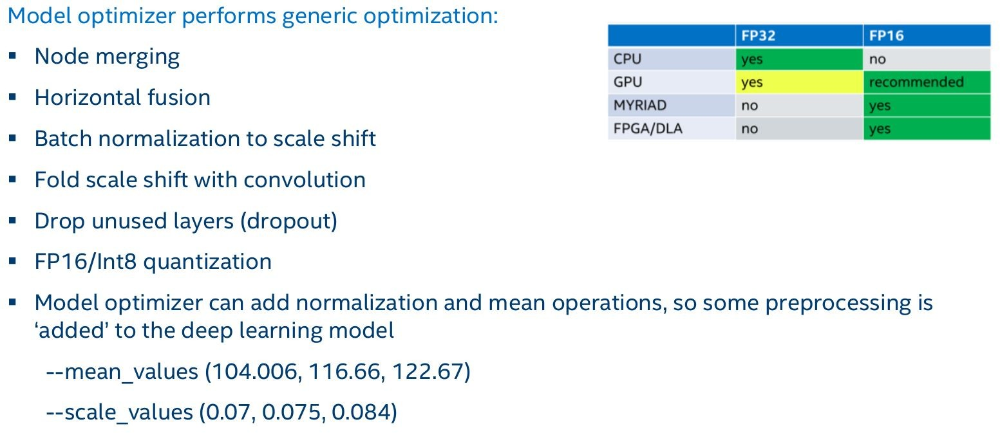 Model optimizer performs generic optimization:
▪ Node merging
▪ Horizontal fusion
▪ Batch normalization to scale shift
▪ Fold scale shift with convolution
▪ Drop unused layers (dropout)
▪ FP16/Int8 quantization
▪ Model optimizer can add normalization and mean operations, so some preprocessing is
‘added’ to the deep learning model
--mean_values (104.006, 116.66, 122.67)
--scale_values (0.07, 0.075, 0.084)
FP32 FP16
CPU yes no
GPU yes recommended
MYRIAD no yes
FPGA/DLA no yes